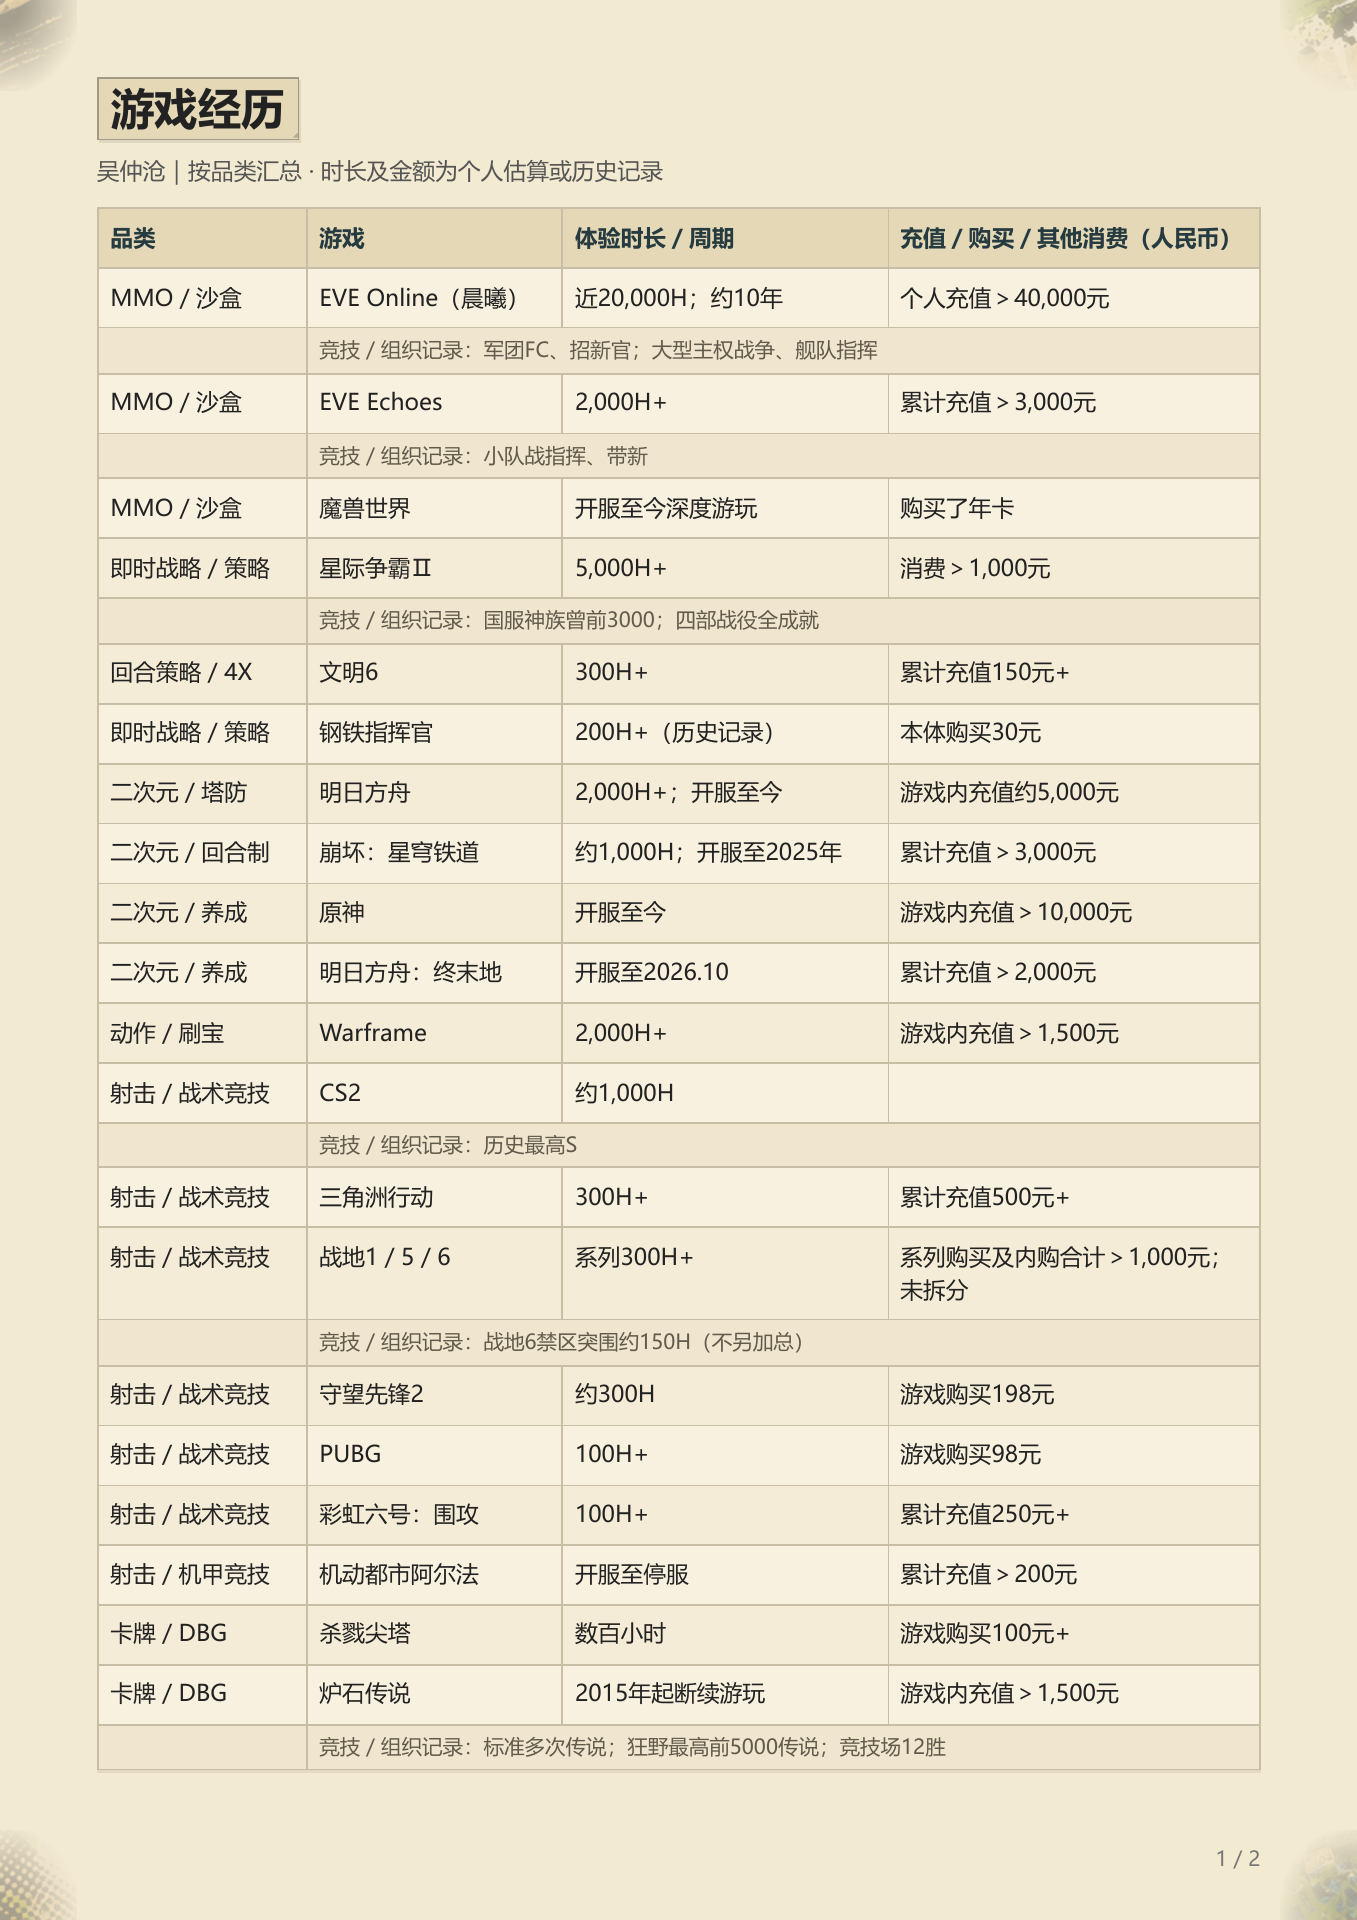 游戏经历
吴仲沧 | 按品类汇总 · 时长及金额为个人估算或历史记录
品类 游戏 体验时长 / 周期 充值 / 购买 / 其他消费（人民币）
MMO / 沙盒 EVE Online（晨曦） 近20,000H；约10年 个人充值 > 40,000元
竞技 / 组织记录：军团FC、招新官；大型主权战争、舰队指挥
MMO / 沙盒 EVE Echoes 2,000H+ 累计充值 > 3,000元
竞技 / 组织记录：小队战指挥、带新
MMO / 沙盒 魔兽世界 开服至今深度游玩 购买了年卡
即时战略 / 策略 星际争霸Ⅱ 5,000H+ 消费 > 1,000元
竞技 / 组织记录：国服神族曾前3000；四部战役全成就
回合策略 / 4X 文明6 300H+ 累计充值150元+
即时战略 / 策略 钢铁指挥官 200H+（历史记录） 本体购买30元
二次元 / 塔防 明日方舟 2,000H+；开服至今 游戏内充值约5,000元
二次元 / 回合制 崩坏：星穹铁道 约1,000H；开服至2025年 累计充值 > 3,000元
二次元 / 养成 原神 开服至今 游戏内充值 > 10,000元
二次元 / 养成 明日方舟：终末地 开服至2026.10 累计充值 > 2,000元
动作 / 刷宝 Warframe 2,000H+ 游戏内充值 > 1,500元
射击 / 战术竞技 CS2 约1,000H
竞技 / 组织记录：历史最高S
射击 / 战术竞技 三角洲行动 300H+ 累计充值500元+
射击 / 战术竞技 战地1 / 5 / 6 系列300H+ 系列购买及内购合计 > 1,000元；
未拆分
竞技 / 组织记录：战地6禁区突围约150H（不另加总）
射击 / 战术竞技 守望先锋2 约300H 游戏购买198元
射击 / 战术竞技 PUBG 100H+ 游戏购买98元
射击 / 战术竞技 彩虹六号：围攻 100H+ 累计充值250元+
射击 / 机甲竞技 机动都市阿尔法 开服至停服 累计充值 > 200元
卡牌 / DBG 杀戮尖塔 数百小时 游戏购买100元+
卡牌 / DBG 炉石传说 2015年起断续游玩 游戏内充值 > 1,500元
竞技 / 组织记录：标准多次传说；狂野最高前5000传说；竞技场12胜
1 / 2